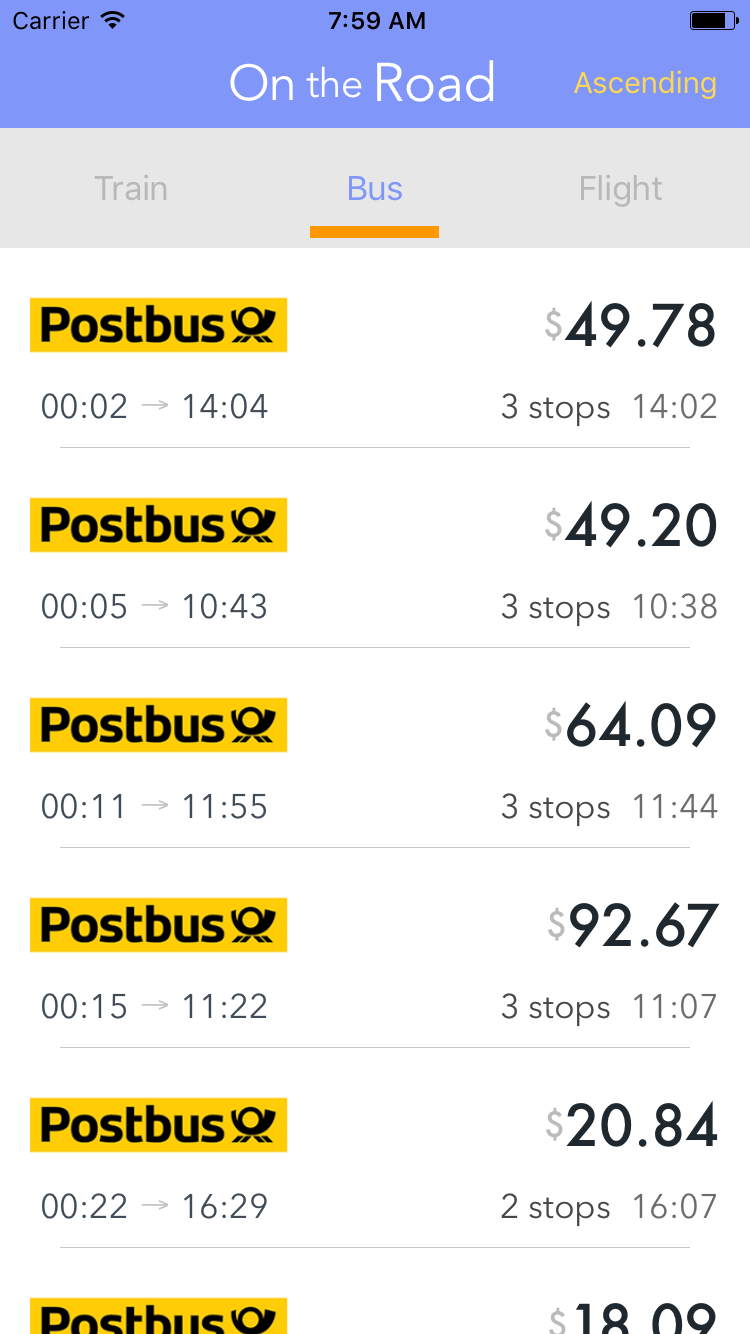 Carrier 7:59 AM
On the Road Ascending
Train Bus Flight
Postbus $49.78
00:02 → 14:04 3 stops 14:02
Postbus $49.20
00:05 → 10:43 3 stops 10:38
Postbus $64.09
00:11 → 11:55 3 stops 11:44
Postbus $92.67
00:15 → 11:22 3 stops 11:07
Postbus $20.84
00:22 → 16:29 2 stops 16:07
Postbus $18.09